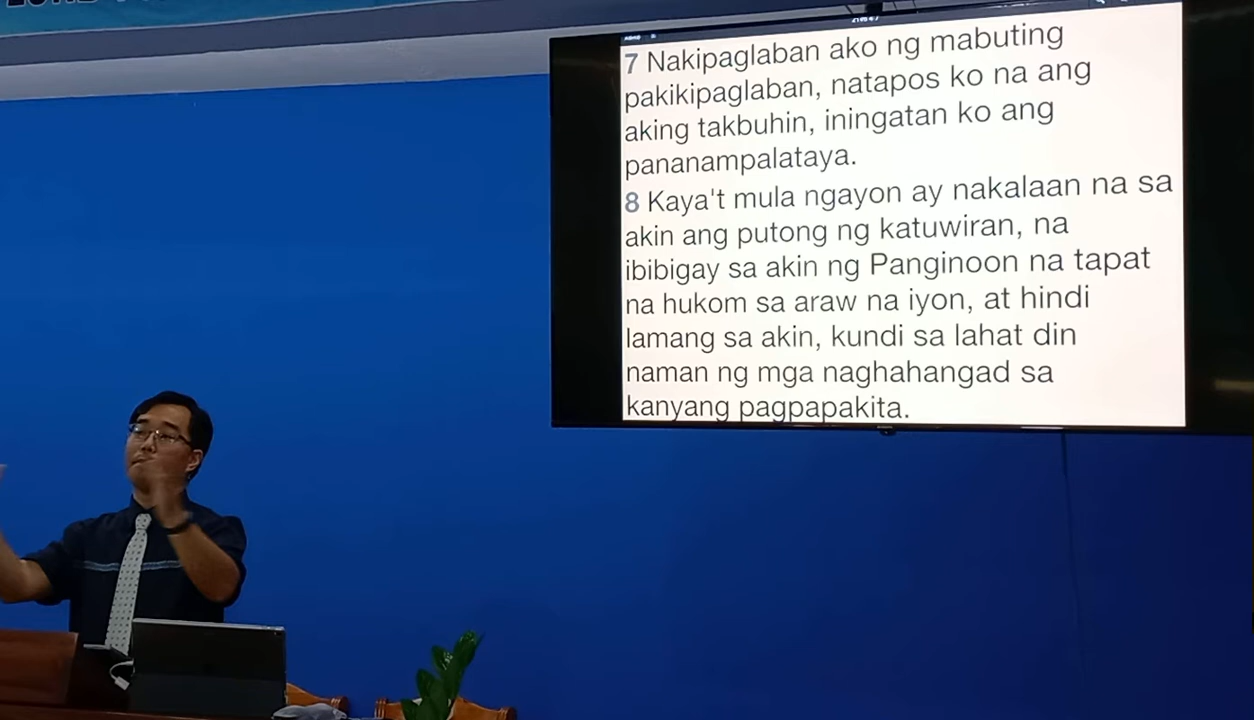 7 Nakipaglaban ako ng mabuting
pakikipaglaban, natapos ko na ang
aking takbuhin, iningatan ko ang
pananampalataya.
8 Kaya't mula ngayon ay nakalaan na sa
akin ang putong ng katuwiran, na
ibibigay sa akin ng Panginoon na tapat
na hukom sa araw na iyon, at hindi
lamang sa akin, kundi sa lahat din
naman ng mga naghahangad sa
kanyang pagpapakita.